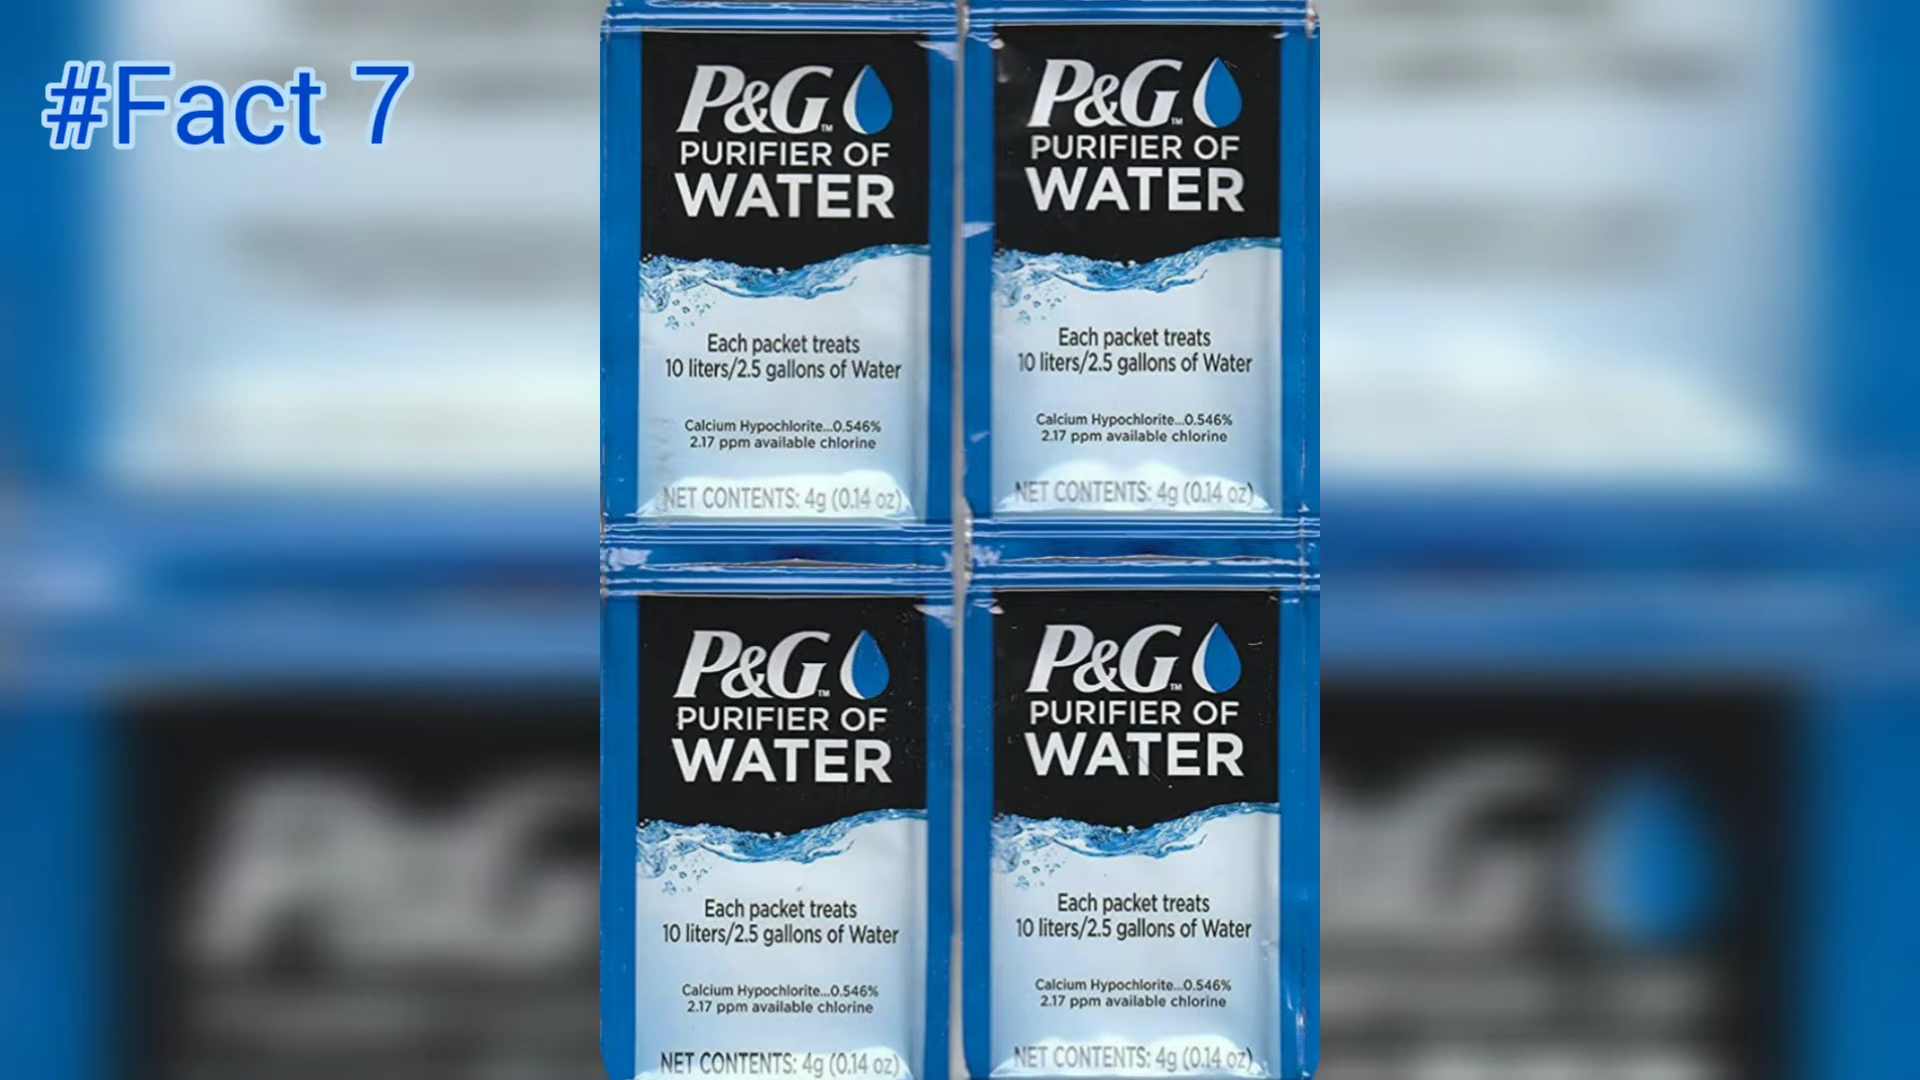 #Fact 7
P&G™
PURIFIER OF
WATER
Each packet treats
10 liters/2.5 gallons of Water
Calcium Hypochlorite...0.546%
2.17 ppm available chlorine
NET CONTENTS: 4g (0.14 oz)
P&G™
PURIFIER OF
WATER
Each packet treats
10 liters/2.5 gallons of Water
Calcium Hypochlorite...0.546%
2.17 ppm available chlorine
NET CONTENTS: 4g (0.14 oz)
P&G™
PURIFIER OF
WATER
Each packet treats
10 liters/2.5 gallons of Water
Calcium Hypochlorite...0.546%
2.17 ppm available chlorine
NET CONTENTS: 4g (0.14 oz)
P&G™
PURIFIER OF
WATER
Each packet treats
10 liters/2.5 gallons of Water
Calcium Hypochlorite...0.546%
2.17 ppm available chlorine
NET CONTENTS: 4g (0.14 oz)